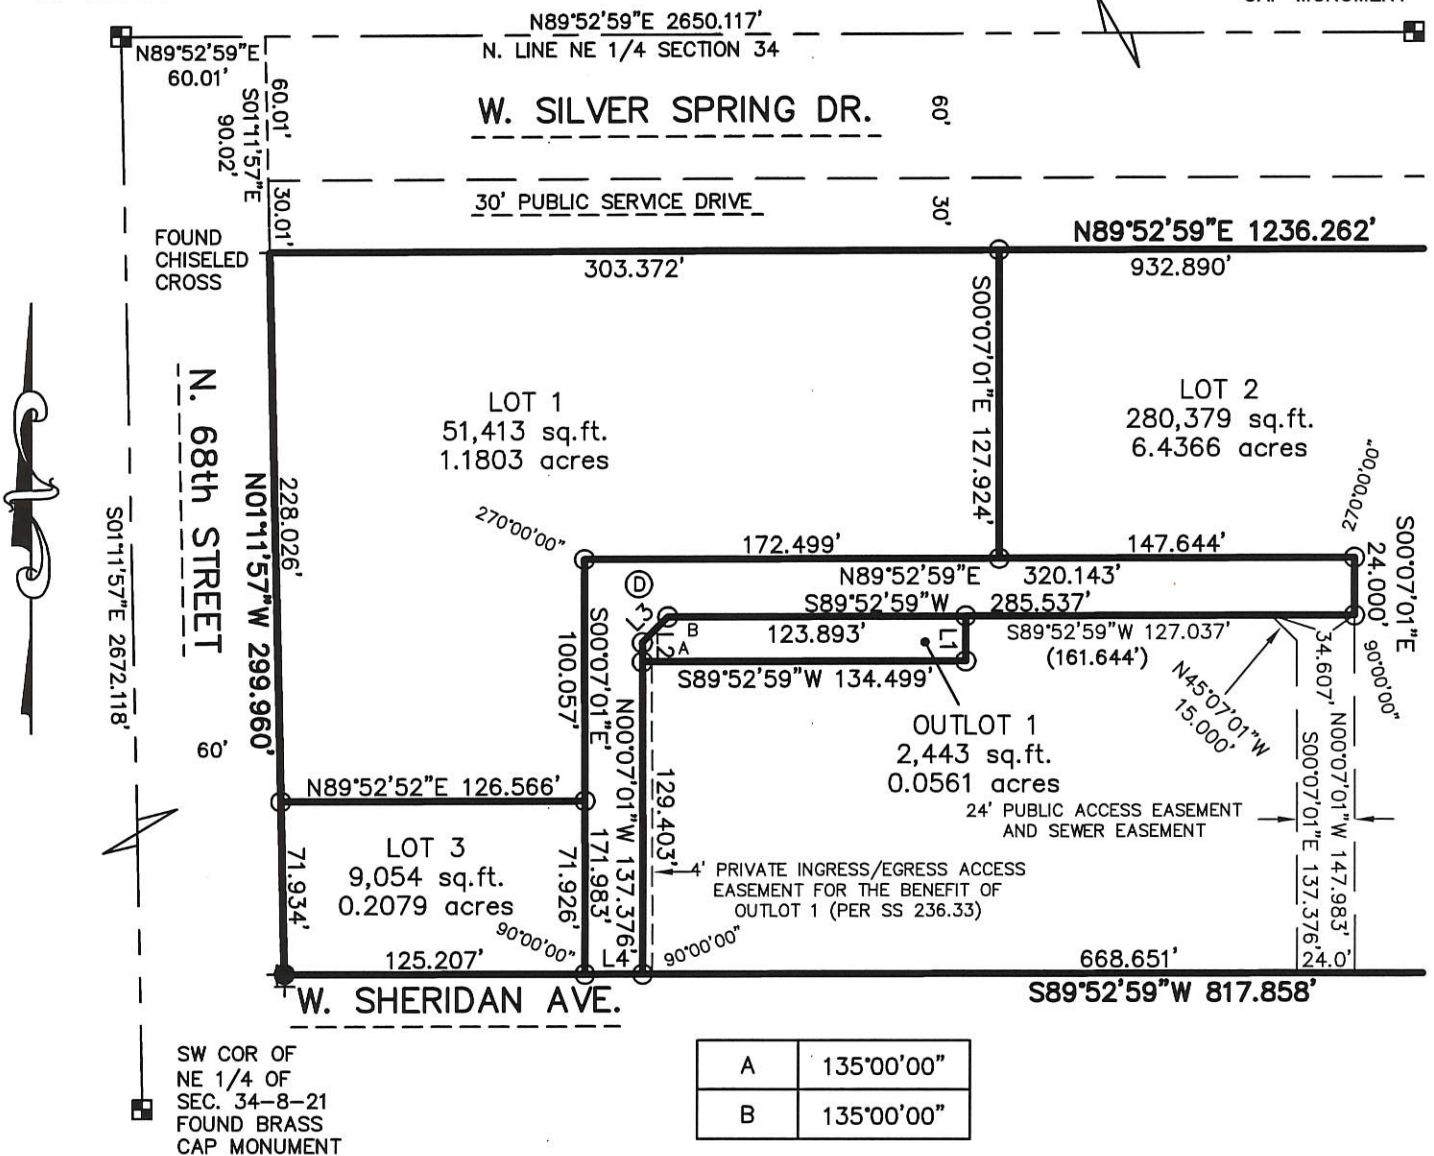 N89°52'59"E 2650.117'
N. LINE NE 1/4 SECTION 34
N89°52'59"E
60.01'
60.01'
S01°11'57"E
90.02'
30.01'
W. SILVER SPRING DR.
60'
30' PUBLIC SERVICE DRIVE
30'
FOUND
CHISELED
CROSS
N89°52'59"E 1236.262'
303.372'
932.890'
S00°07'01"E 127.924'
LOT 1
51,413 sq.ft.
1.1803 acres
LOT 2
280,379 sq.ft.
6.4366 acres
N. 68th STREET
228.026'
N01°11'57"W 299.960'
S01°11'57"E 2672.118'
60'
270°00'00"
270°00'00"
172.499'
147.644'
N89°52'59"E 320.143'
S00°07'01"E
24.000'
D
S89°52'59"W 285.537'
L3
B
L2
A
123.893'
L1
S89°52'59"W 127.037'
(161.644')
34.607'
90°00'00"
S89°52'59"W 134.499'
N45°07'01"W
15.000'
S00°07'01"E
100.057'
OUTLOT 1
2,443 sq.ft.
0.0561 acres
N89°52'52"E 126.566'
N00°07'01"W 137.376'
129.403'
24' PUBLIC ACCESS EASEMENT
AND SEWER EASEMENT
S00°07'01"E 137.376'
N00°07'01"W 147.983'
LOT 3
9,054 sq.ft.
0.2079 acres
71.934'
71.926'
171.983'
4' PRIVATE INGRESS/EGRESS ACCESS
EASEMENT FOR THE BENEFIT OF
OUTLOT 1 (PER SS 236.33)
90°00'00"
90°00'00"
125.207'
L4
668.651'
24.0'
S89°52'59"W 817.858'
W. SHERIDAN AVE.
SW COR OF
NE 1/4 OF
SEC. 34-8-21
FOUND BRASS
CAP MONUMENT
A 135°00'00"
B 135°00'00"